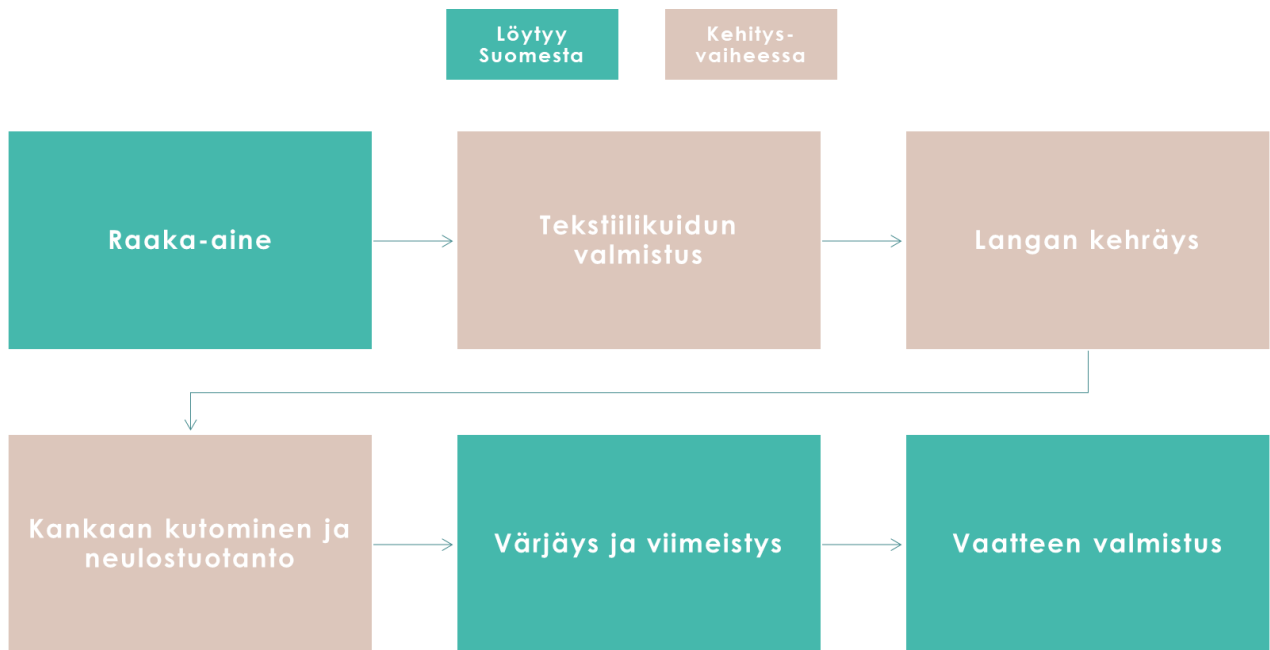 Löytyy
Suomesta
Kehitys-
vaiheessa
Raaka-aine
Tekstiilikuidun
valmistus
Langan kehräys
Kankaan kutominen ja
neulostuotanto
Värjäys ja viimeistys
Vaatteen valmistus